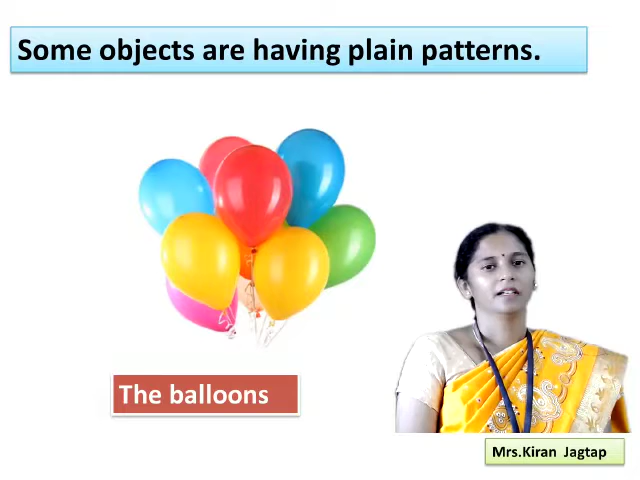 Some objects are having plain patterns.
The balloons
Mrs.Kiran Jagtap